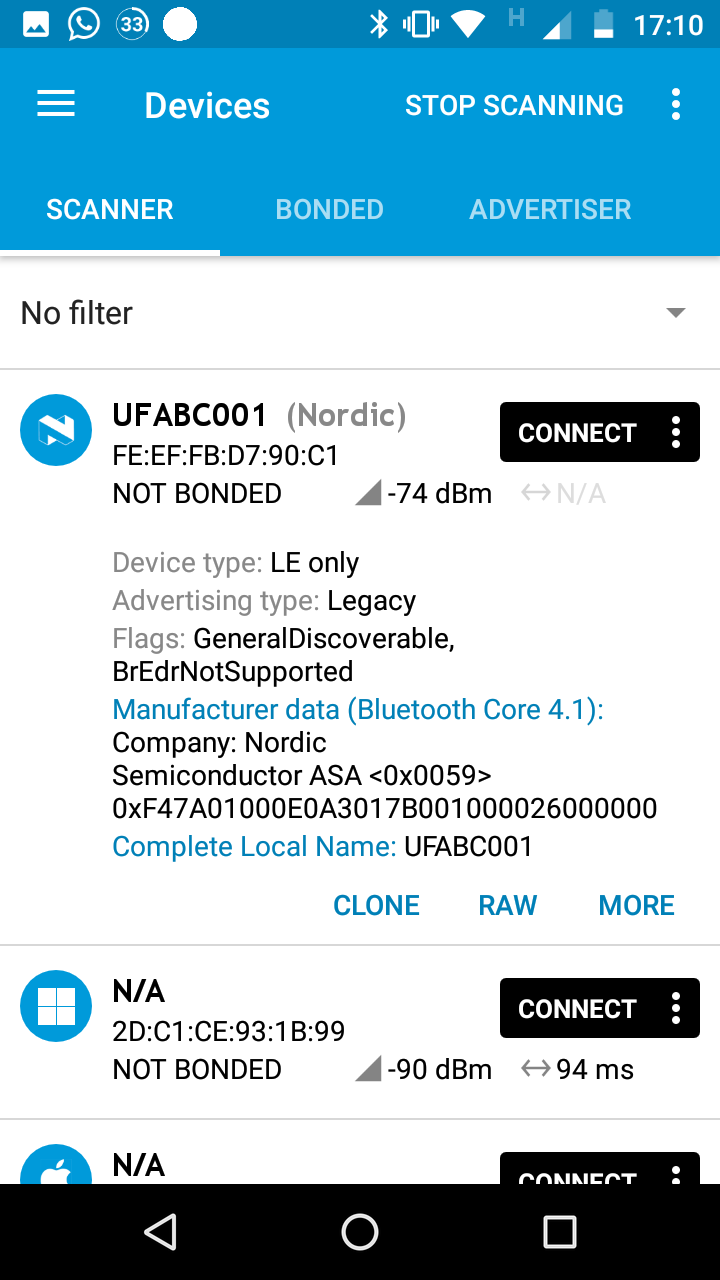 33
H
17:10
Devices
STOP SCANNING
SCANNER
BONDED
ADVERTISER
No filter
UFABC001 (Nordic)
CONNECT
FE:EF:FB:D7:90:C1
NOT BONDED
-74 dBm
N/A
Device type: LE only
Advertising type: Legacy
Flags: GeneralDiscoverable,
BrEdrNotSupported
Manufacturer data (Bluetooth Core 4.1):
Company: Nordic
Semiconductor ASA <0x0059>
0xF47A01000E0A3017B001000026000000
Complete Local Name: UFABC001
CLONE
RAW
MORE
N/A
CONNECT
2D:C1:CE:93:1B:99
NOT BONDED
-90 dBm
94 ms
N/A
CONNECT